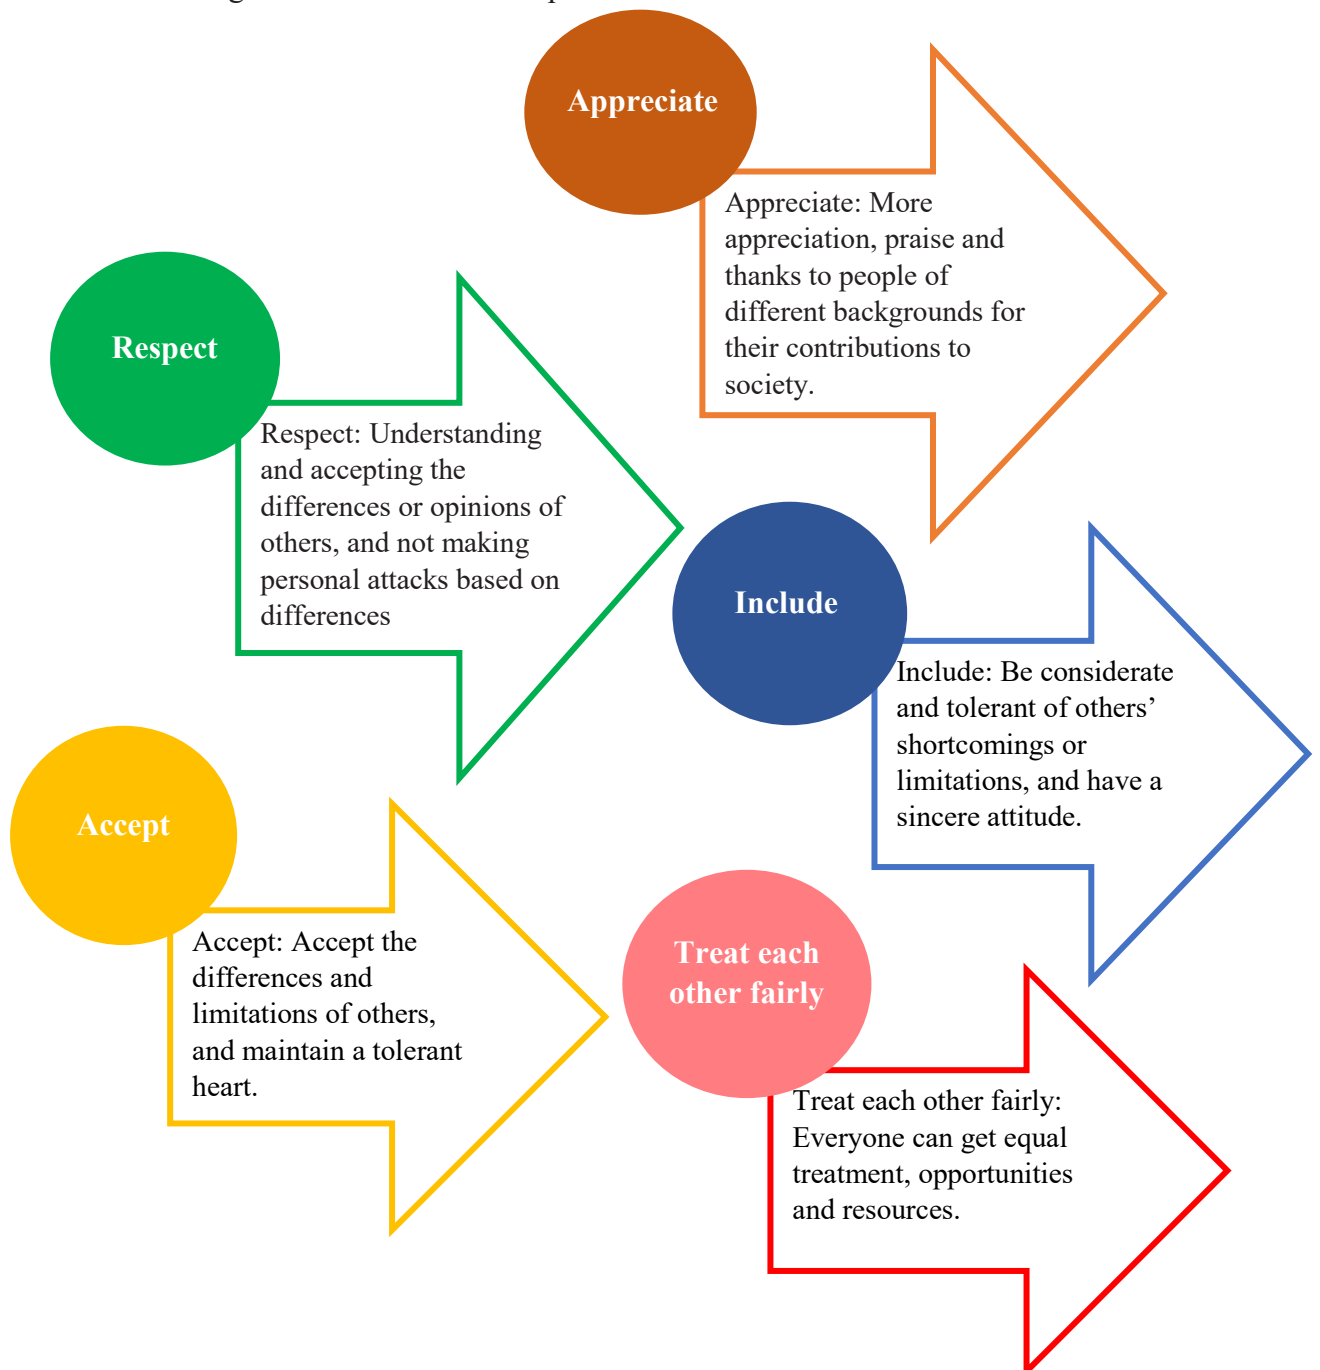 Appreciate
Appreciate: More
appreciation, praise and
thanks to people of
different backgrounds for
their contributions to
society.
Respect
Respect: Understanding
and accepting the
differences or opinions of
others, and not making
personal attacks based on
differences
Include
Include: Be considerate
and tolerant of others’
shortcomings or
limitations, and have a
sincere attitude.
Accept
Accept: Accept the
differences and
limitations of others,
and maintain a tolerant
heart.
Treat each
other fairly
Treat each other fairly:
Everyone can get equal
treatment, opportunities
and resources.